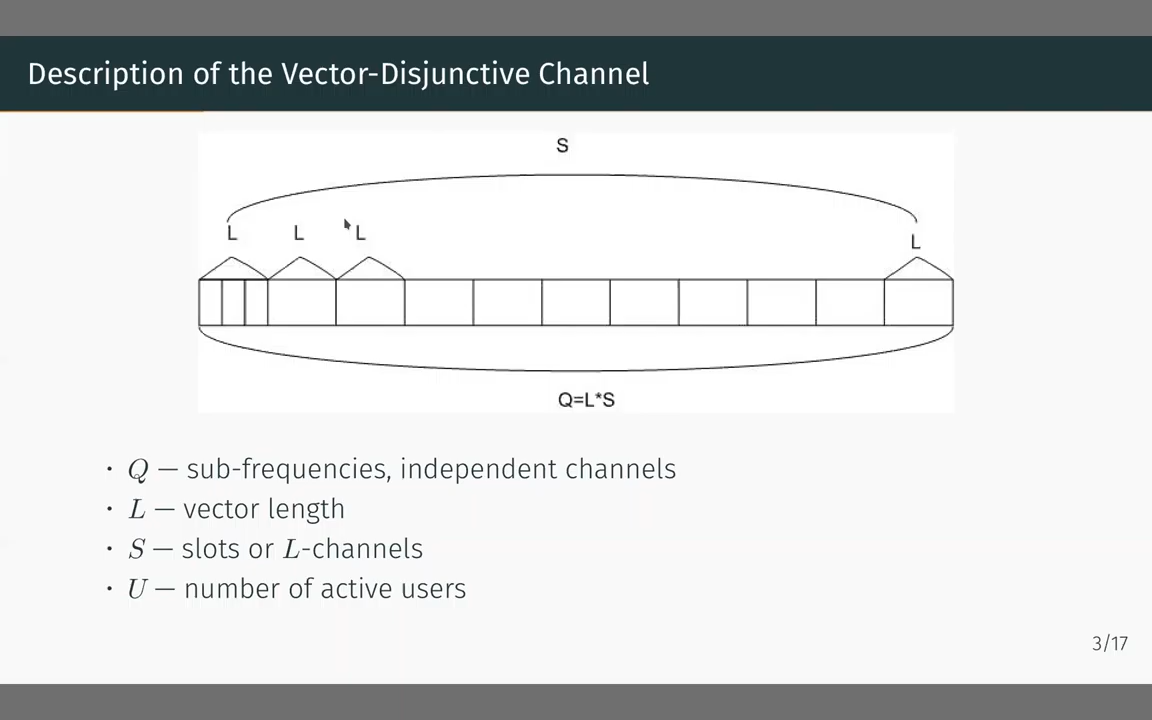 Description of the Vector-Disjunctive Channel
S
L L L L
Q=L*S
• Q — sub-frequencies, independent channels
• L — vector length
• S — slots or L-channels
• U — number of active users
3/17